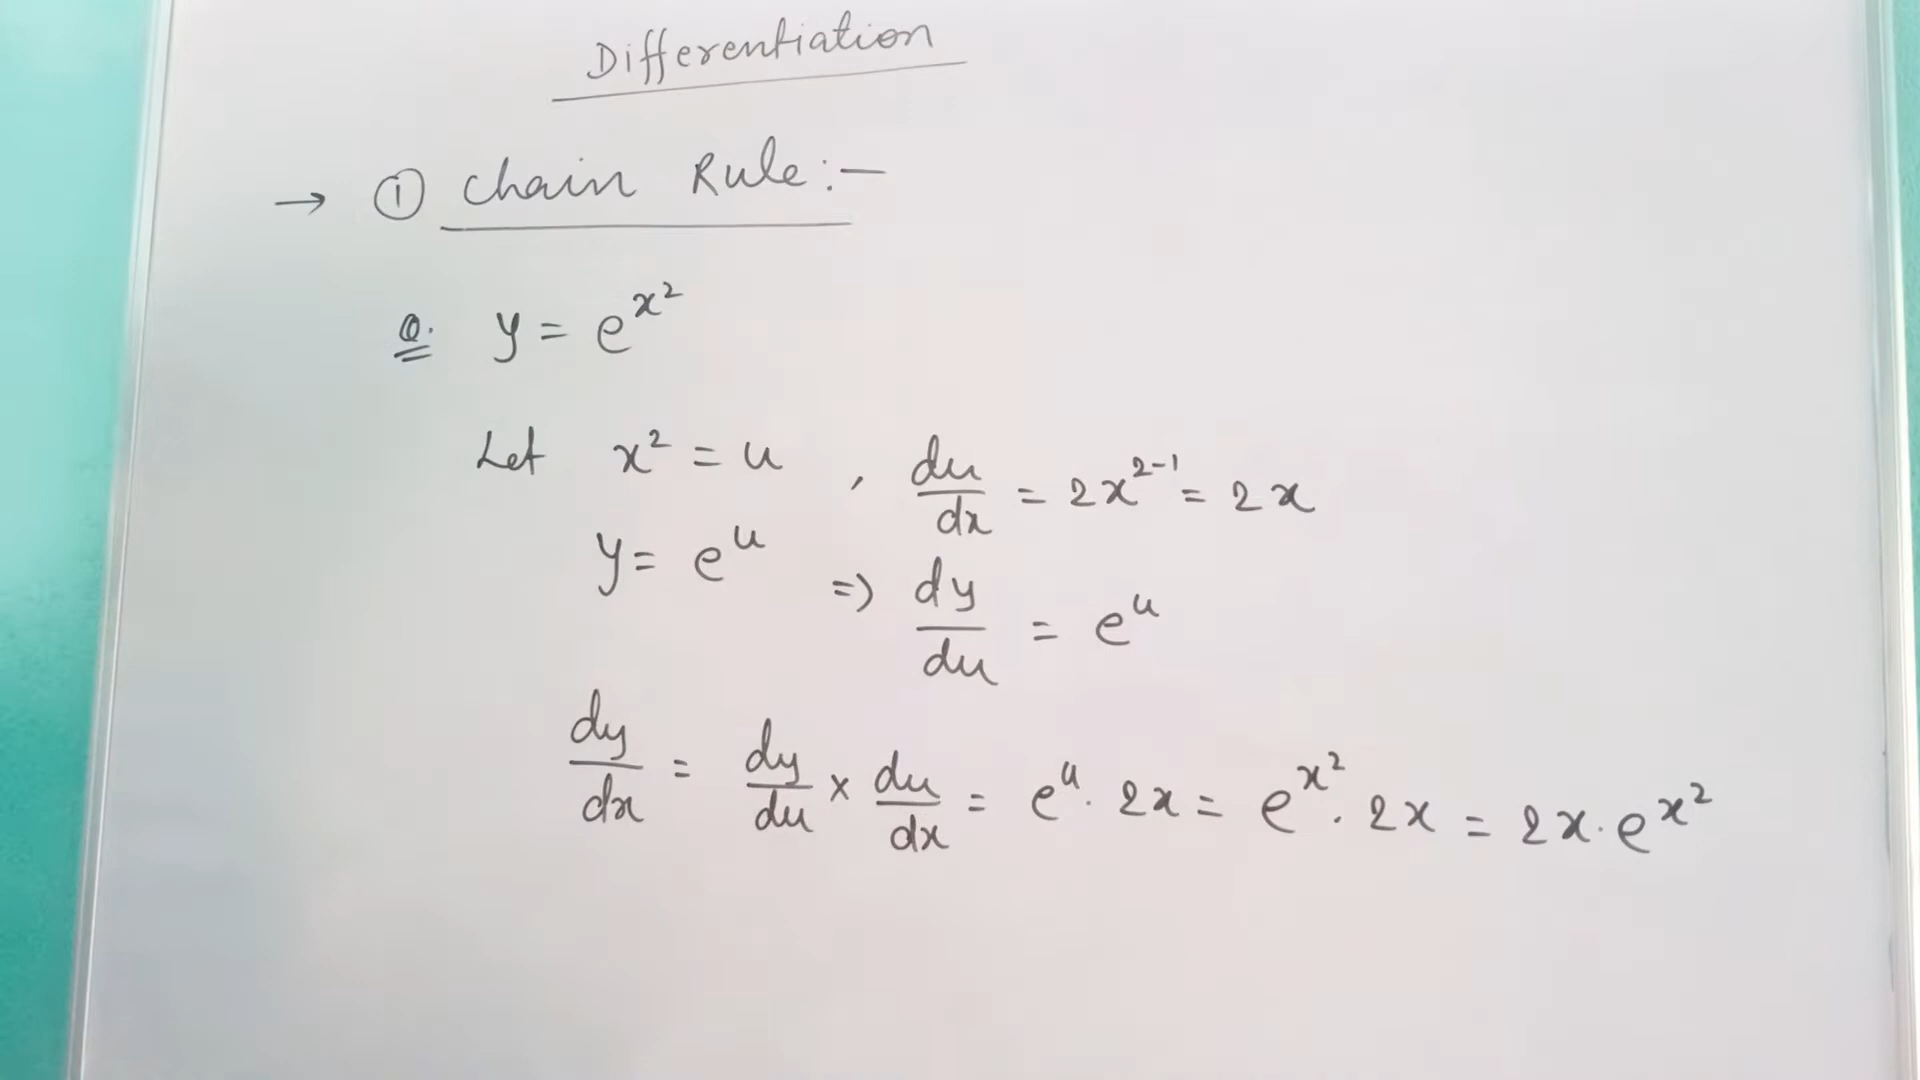 Differentiation
→ ① Chain Rule:-
Q. y = e^{x^2}
Let x^2 = u , du/dx = 2x^{2-1} = 2x
y = e^u => dy/du = e^u
dy/dx = dy/du × du/dx = e^u · 2x = e^{x^2} · 2x = 2x · e^{x^2}